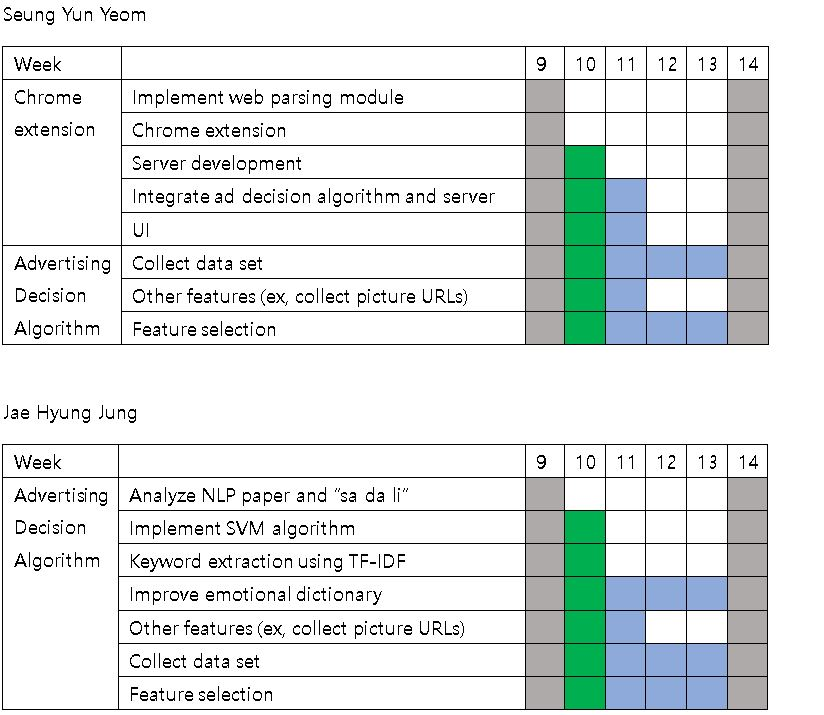 Seung Yun Yeom
Week 9 10 11 12 13 14
Chrome Implement web parsing module
extension Chrome extension
Server development
Integrate ad decision algorithm and server
UI
Advertising Collect data set
Decision Other features (ex, collect picture URLs)
Algorithm Feature selection
Jae Hyung Jung
Week 9 10 11 12 13 14
Advertising Analyze NLP paper and “sa da li”
Decision Implement SVM algorithm
Algorithm Keyword extraction using TF-IDF
Improve emotional dictionary
Other features (ex, collect picture URLs)
Collect data set
Feature selection